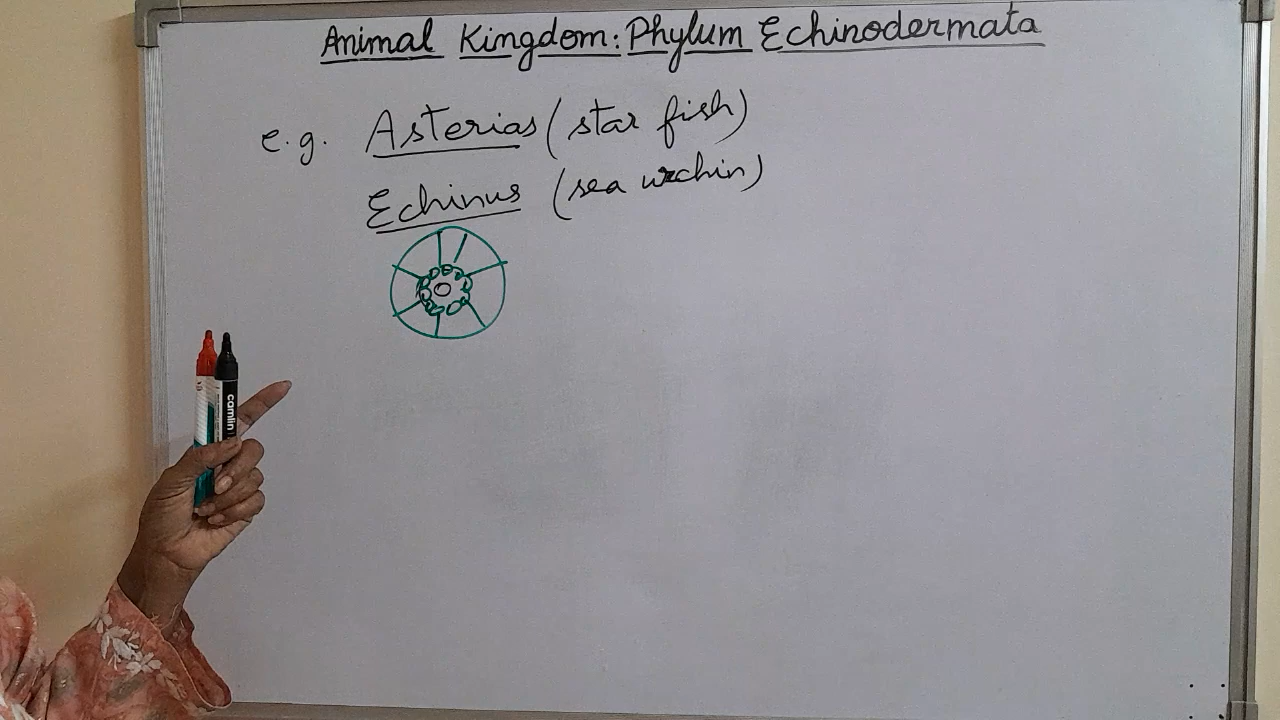 Animal Kingdom: Phylum Echinodermata
e.g. Asterias (star fish)
Echinus (sea urchin)
camlin